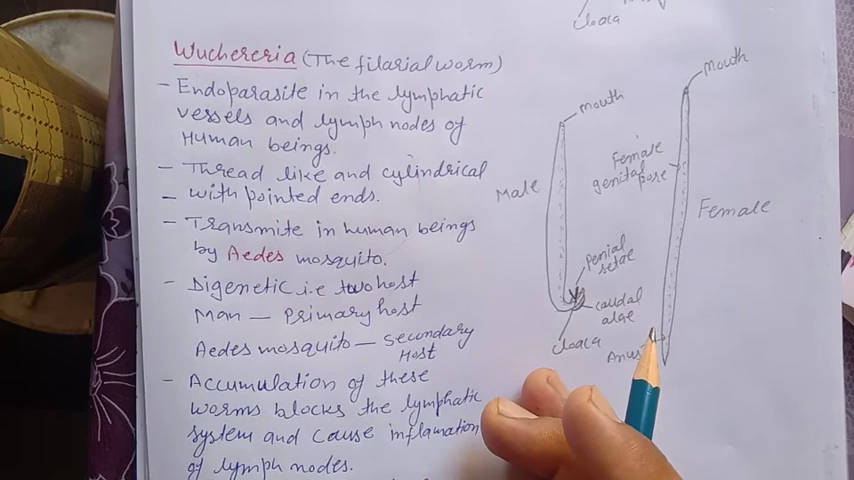 Cloaca
Wuchereria (The filarial worm)
- Endoparasite in the lymphatic
vessels and lymph nodes of
Human beings.
- Thread like and cylindrical
- with pointed ends.
- Transmite in human beings
by Aedes mosquito.
- Digenetic i.e two host
Man — Primary host
Aedes mosquito — secondary
Host
- Accumulation of these
worms blocks the lymphatic
system and cause inflamation
of lymph nodes.
Mouth
Male
Penial
setae
caudal
alae
Cloaca
Mouth
Female
genital
pore
Female
Anus